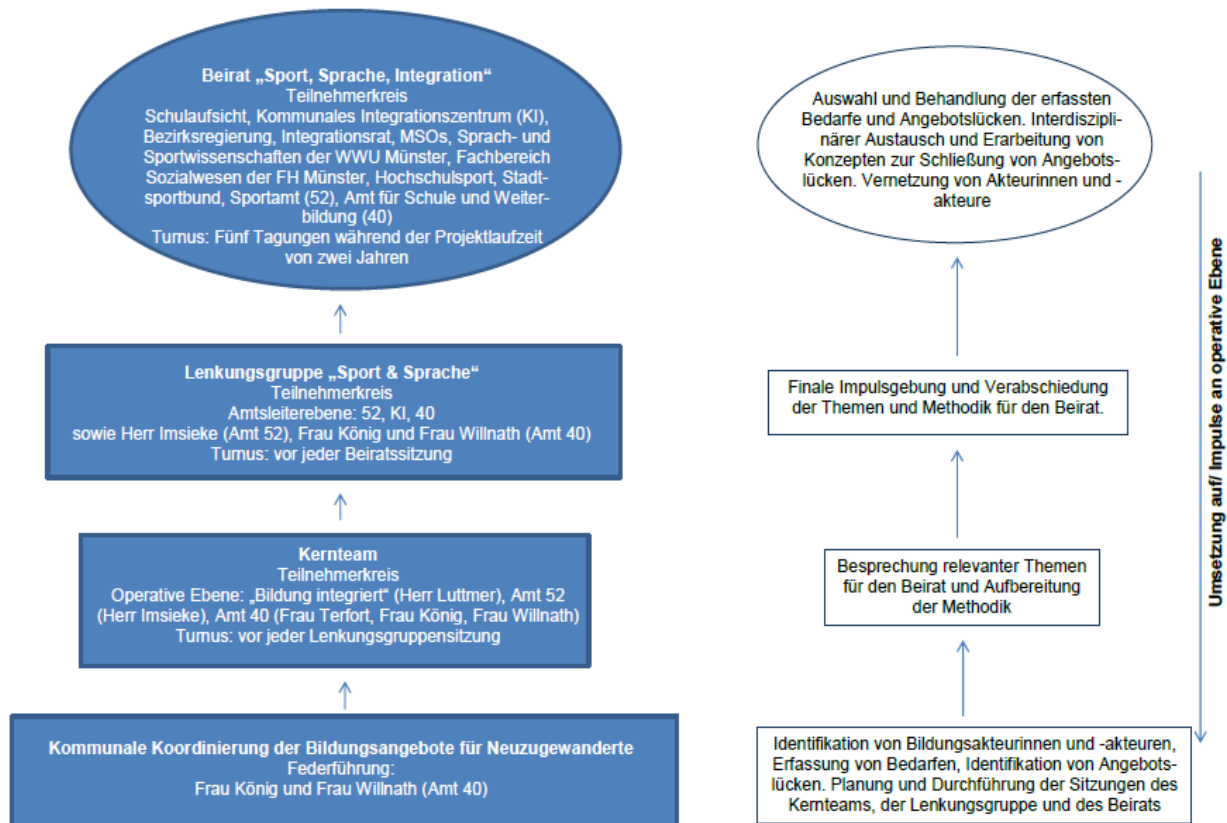 Beirat „Sport, Sprache, Integration“
Teilnehmerkreis
Schulaufsicht, Kommunales Integrationszentrum (KI),
Bezirksregierung, Integrationsrat, MSOs, Sprach- und
Sportwissenschaften der WWU Münster, Fachbereich
Sozialwesen der FH Münster, Hochschulsport, Stadt-
sportbund, Sportamt (52), Amt für Schule und Weiter-
bildung (40)
Turnus: Fünf Tagungen während der Projektlaufzeit
von zwei Jahren
Lenkungsgruppe „Sport & Sprache“
Teilnehmerkreis
Amtsleiterebene: 52, KI, 40
sowie Herr Imsieke (Amt 52), Frau König und Frau Willnath (Amt 40)
Turnus: vor jeder Beiratssitzung
Kernteam
Teilnehmerkreis
Operative Ebene: „Bildung integriert“ (Herr Luttmer), Amt 52
(Herr Imsieke), Amt 40 (Frau Terfort, Frau König, Frau Willnath)
Turnus: vor jeder Lenkungsgruppensitzung
Kommunale Koordinierung der Bildungsangebote für Neuzugewanderte
Federführung:
Frau König und Frau Willnath (Amt 40)
Auswahl und Behandlung der erfassten
Bedarfe und Angebotslücken. Interdiszipli-
närer Austausch und Erarbeitung von
Konzepten zur Schließung von Angebots-
lücken. Vernetzung von Akteurinnen und -
akteure
Finale Impulsgebung und Verabschiedung
der Themen und Methodik für den Beirat.
Besprechung relevanter Themen
für den Beirat und Aufbereitung
der Methodik
Identifikation von Bildungsakteurinnen und -akteuren,
Erfassung von Bedarfen, Identifikation von Angebots-
lücken. Planung und Durchführung der Sitzungen des
Kernteams, der Lenkungsgruppe und des Beirats
Umsetzung auf/ Impulse an operative Ebene